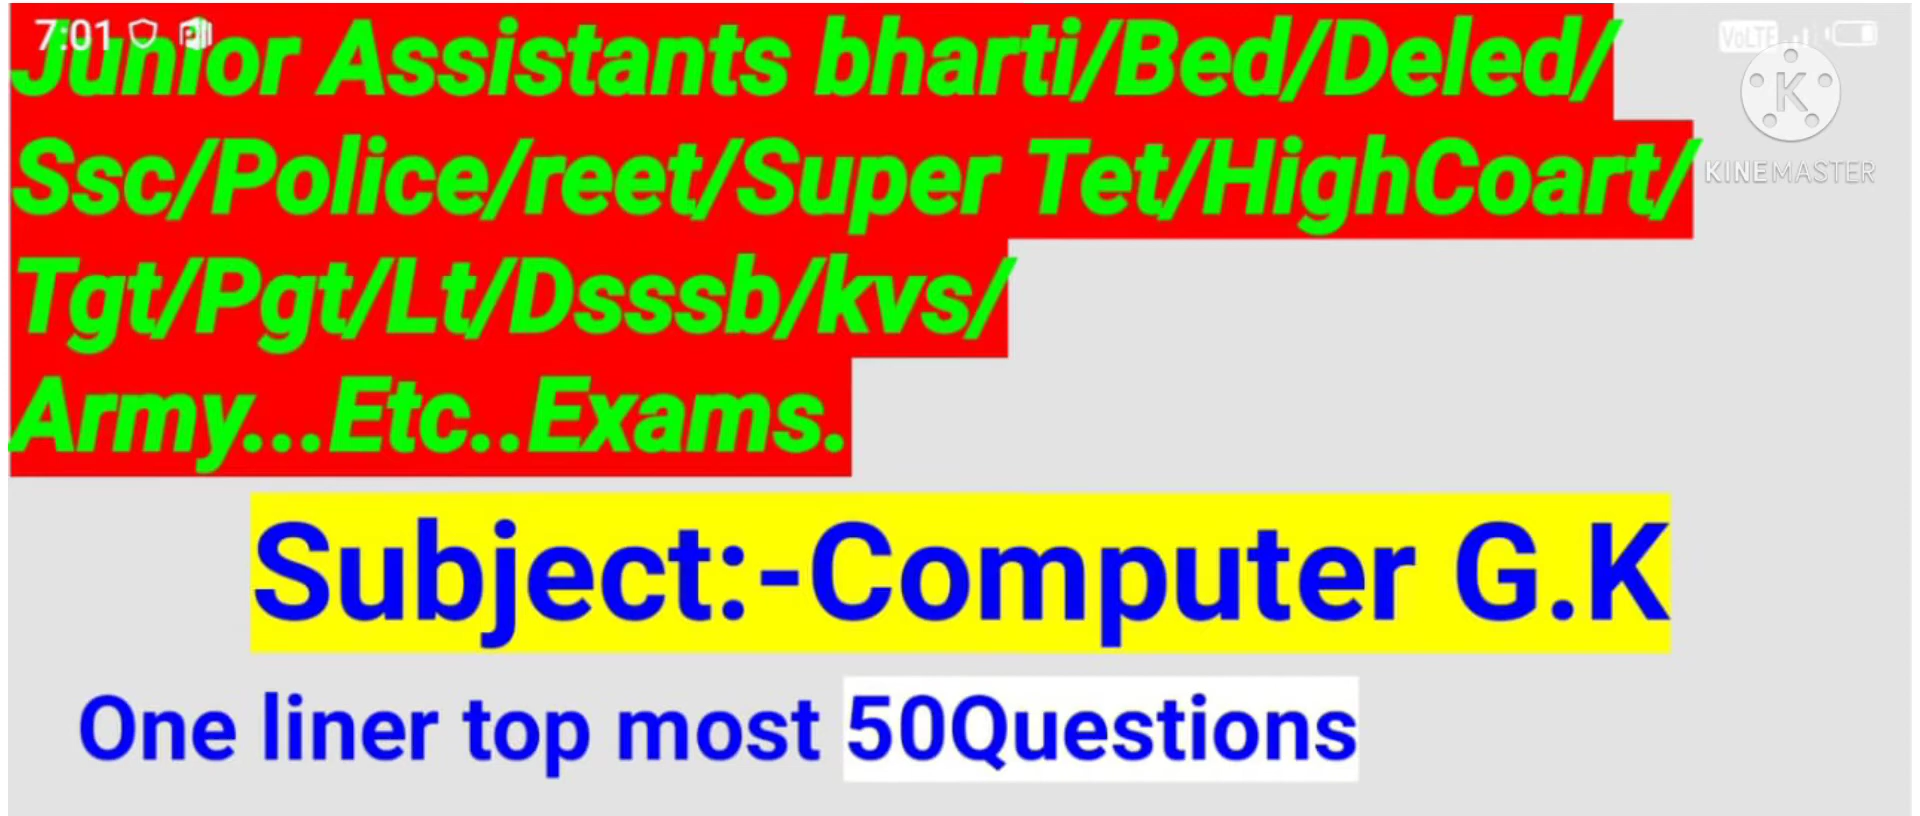 7:01
VoLTE
Junior Assistants bharti/Bed/Deled/
Ssc/Police/reet/Super Tet/HighCoart/
K
KINEMASTER
Tgt/Pgt/Lt/Dsssb/kvs/
Army...Etc..Exams.
Subject:-Computer G.K
One liner top most 50Questions